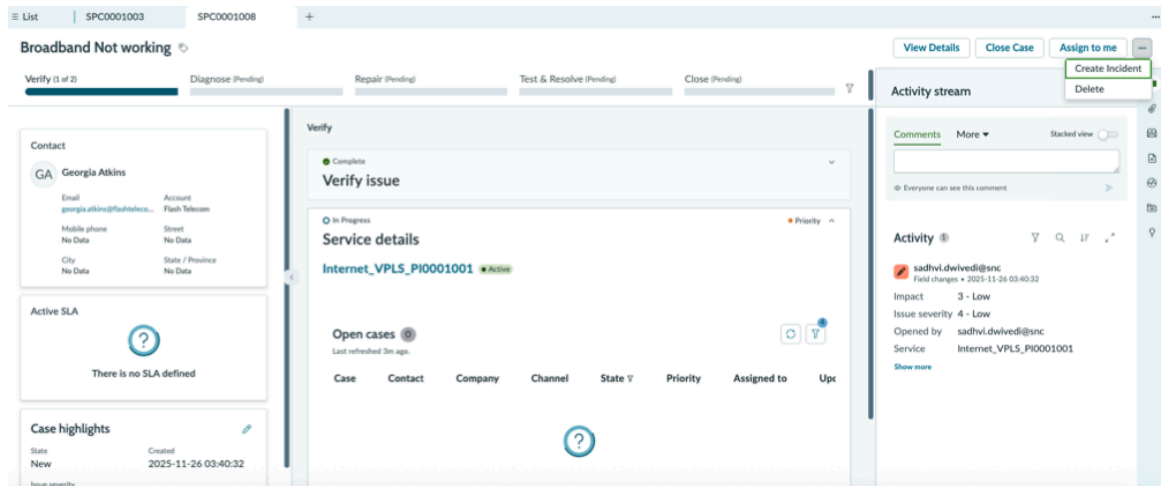 List
SPC0001003
SPC0001008
Broadband Not working
View Details
Close Case
Assign to me
Create Incident
Delete
Verify (1 of 2)
Diagnose (Pending)
Repair (Pending)
Test & Resolve (Pending)
Close (Pending)
Contact
GA
Georgia Atkins
Email
Account
georgia.atkins@flashteleco...
Flash Telecom
Mobile phone
Street
No Data
No Data
City
State / Province
No Data
No Data
Active SLA
?
There is no SLA defined
Case highlights
State
Created
New
2025-11-26 03:40:32
Issue severity
Verify
Complete
Verify issue
In Progress
Priority
Service details
Internet_VPLS_PI0001001
Active
Open cases 0
4
Last refreshed 3m ago.
Case Contact Company Channel State Priority Assigned to Upd
?
Activity stream
Comments
More
Stacked view
Everyone can see this comment
Activity 1
sadhvi.dwivedi@snc
Field changes • 2025-11-26 03:40:32
Impact 3 - Low
Issue severity 4 - Low
Opened by sadhvi.dwivedi@snc
Service Internet_VPLS_PI0001001
Show more